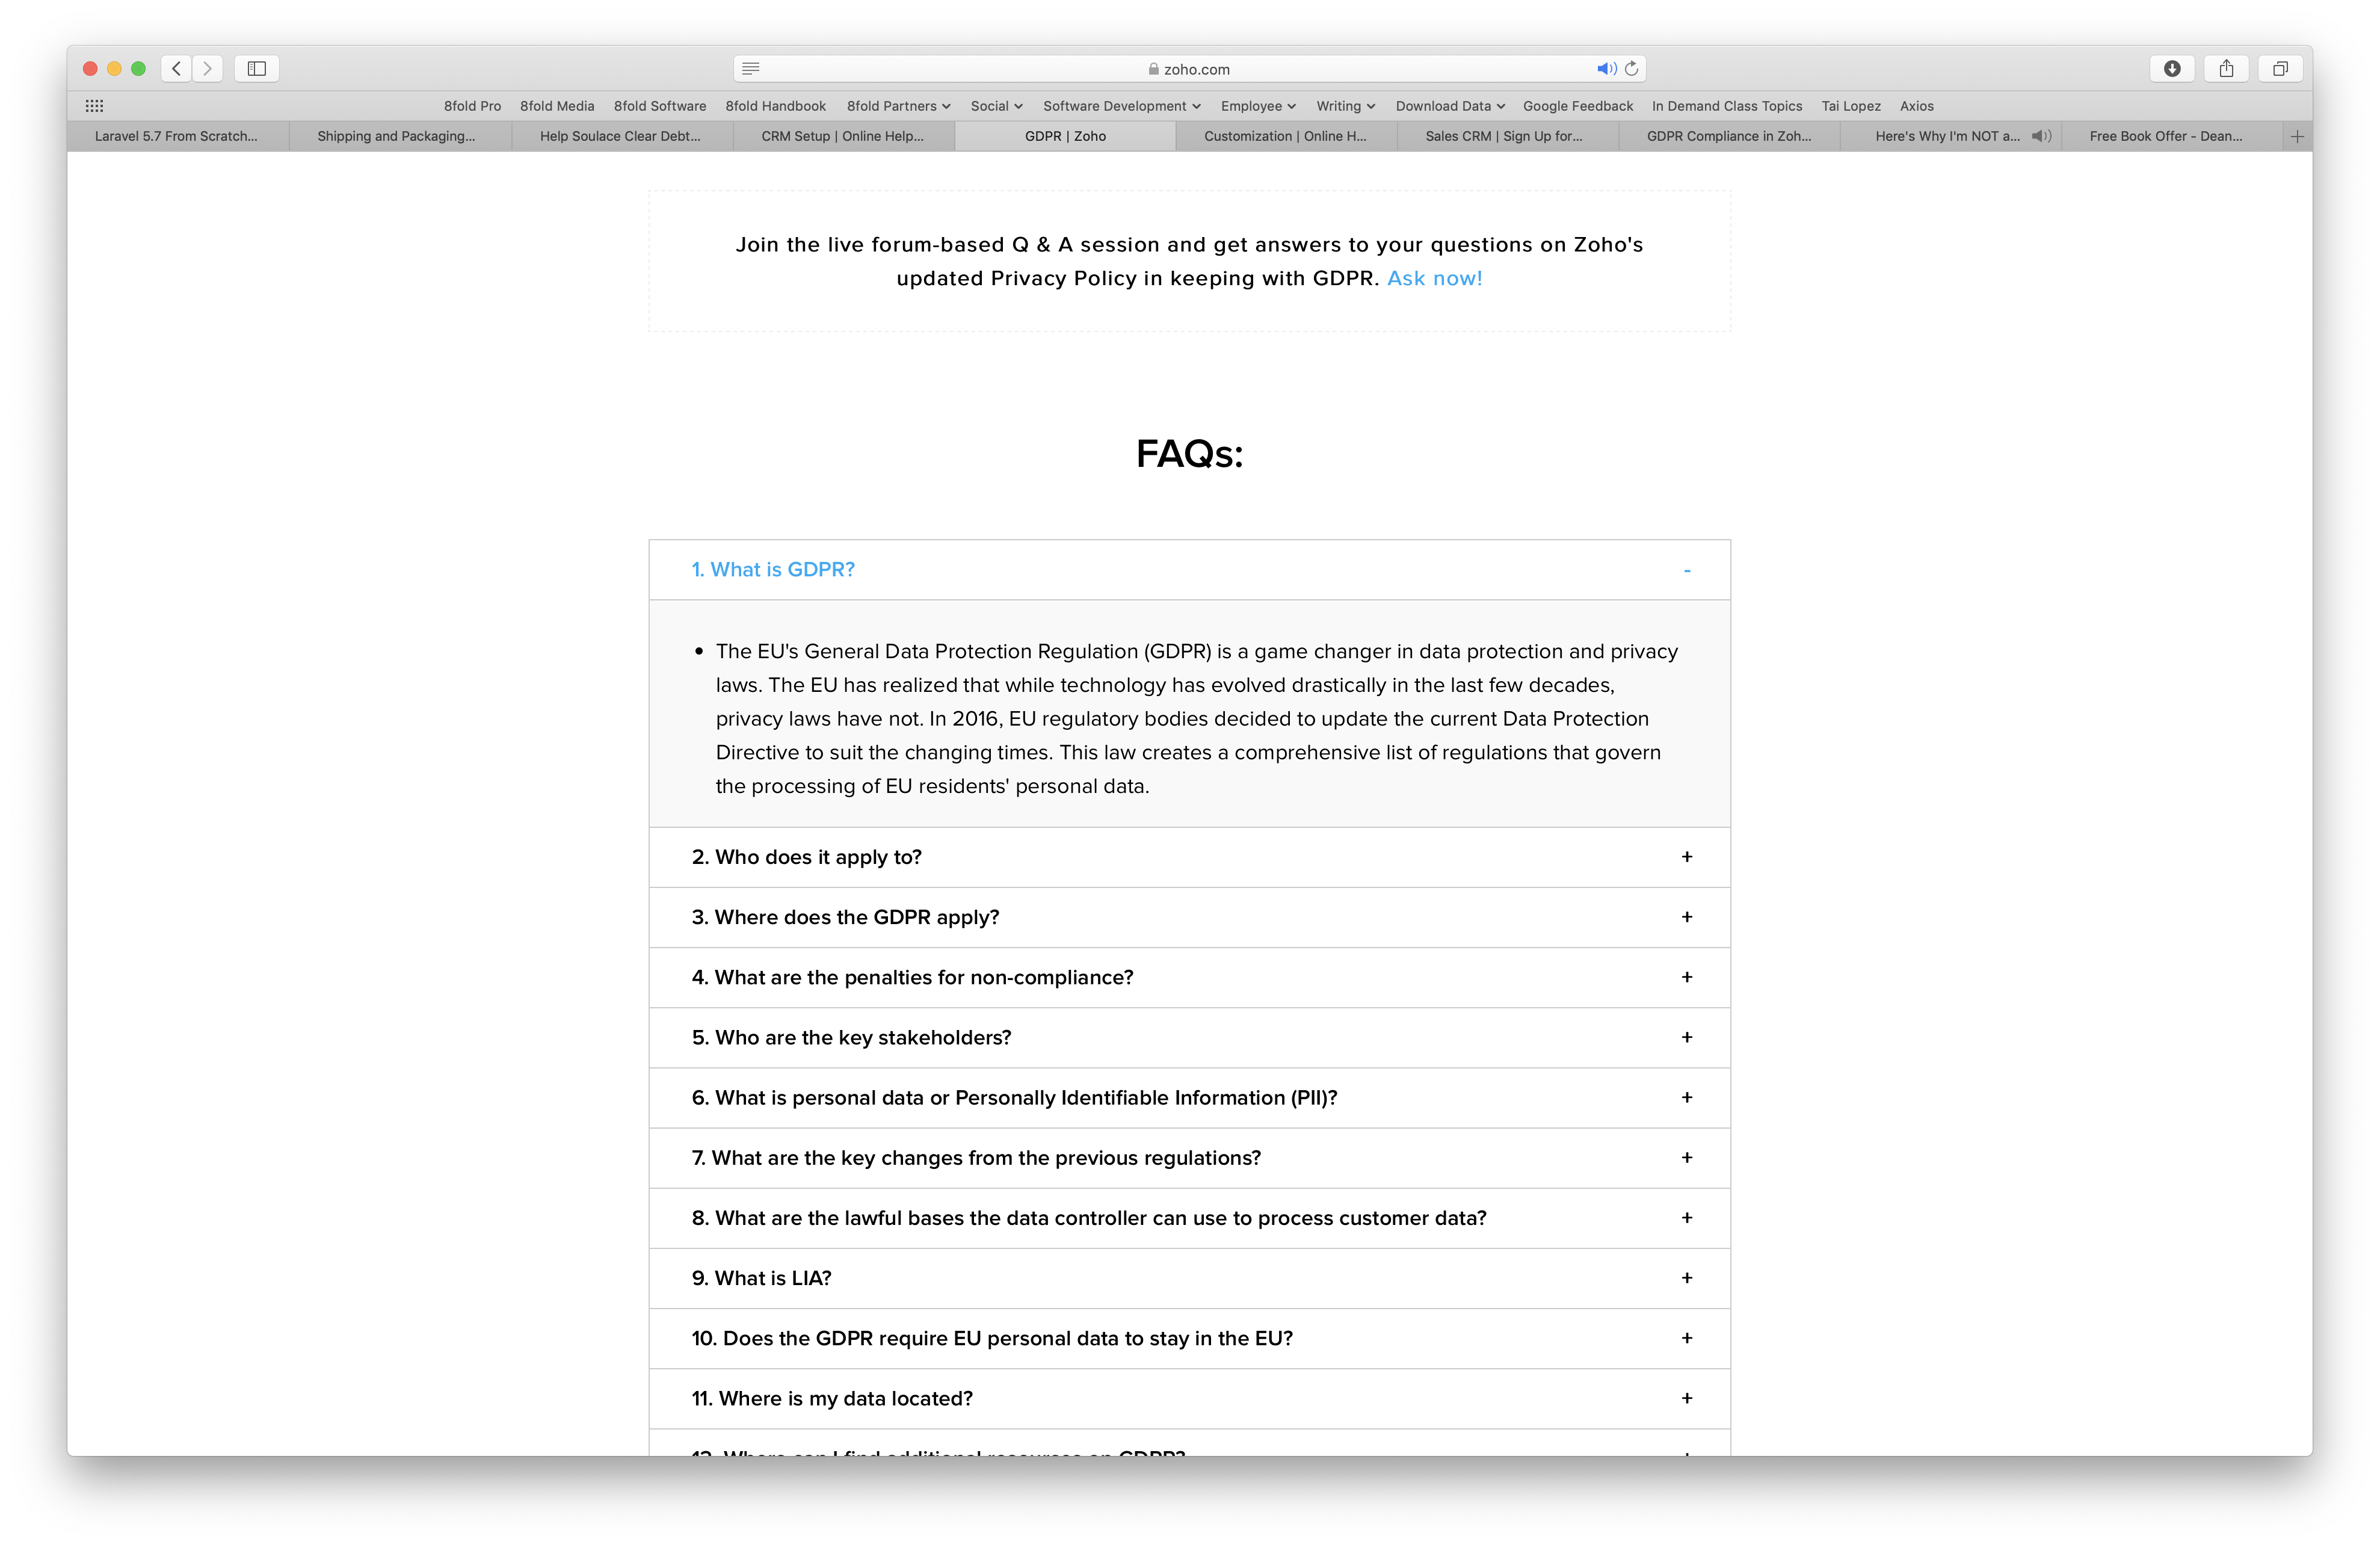 zoho.com
8fold Pro 8fold Media 8fold Software 8fold Handbook 8fold Partners Social Software Development Employee Writing Download Data Google Feedback In Demand Class Topics Tai Lopez Axios
Laravel 5.7 From Scratch... Shipping and Packaging... Help Soulace Clear Debt... CRM Setup | Online Help... GDPR | Zoho Customization | Online H... Sales CRM | Sign Up for... GDPR Compliance in Zoh... Here's Why I'm NOT a... Free Book Offer - Dean... +
Join the live forum-based Q & A session and get answers to your questions on Zoho's
updated Privacy Policy in keeping with GDPR. Ask now!
FAQs:
1. What is GDPR? -
• The EU's General Data Protection Regulation (GDPR) is a game changer in data protection and privacy
laws. The EU has realized that while technology has evolved drastically in the last few decades,
privacy laws have not. In 2016, EU regulatory bodies decided to update the current Data Protection
Directive to suit the changing times. This law creates a comprehensive list of regulations that govern
the processing of EU residents' personal data.
2. Who does it apply to? +
3. Where does the GDPR apply? +
4. What are the penalties for non-compliance? +
5. Who are the key stakeholders? +
6. What is personal data or Personally Identifiable Information (PII)? +
7. What are the key changes from the previous regulations? +
8. What are the lawful bases the data controller can use to process customer data? +
9. What is LIA? +
10. Does the GDPR require EU personal data to stay in the EU? +
11. Where is my data located? +
12. Where can I find additional resources on GDPR? +